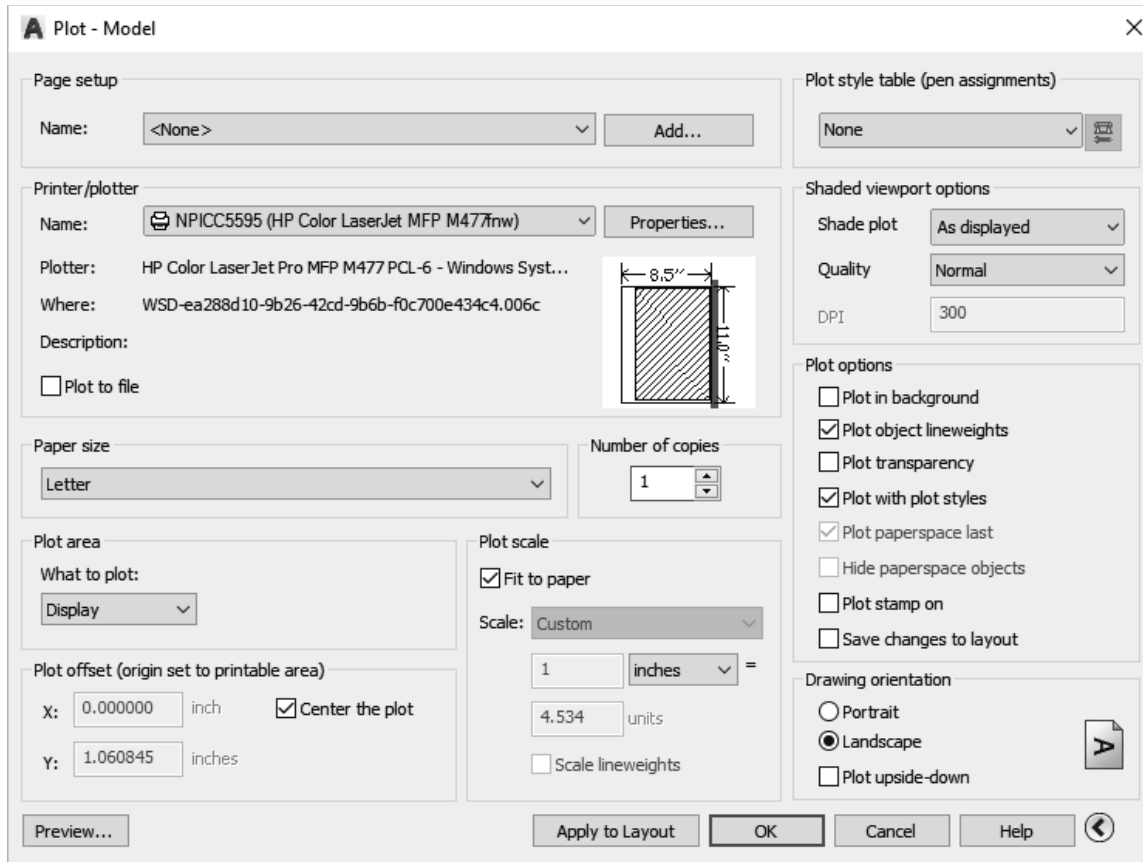 A Plot - Model
Page setup
Name: <None> Add...
Plot style table (pen assignments)
None
Printer/plotter
Name: NPICC5595 (HP Color LaserJet MFP M477fnw) Properties...
Plotter: HP Color LaserJet Pro MFP M477 PCL-6 - Windows Syst...
Where: WSD-ea288d10-9b26-42cd-9b6b-f0c700e434c4.006c
Description:
Plot to file
8.5″
11.0″
Shaded viewport options
Shade plot As displayed
Quality Normal
DPI 300
Paper size
Letter
Number of copies
1
Plot options
Plot in background
Plot object lineweights
Plot transparency
Plot with plot styles
Plot paperspace last
Hide paperspace objects
Plot stamp on
Save changes to layout
Plot area
What to plot:
Display
Plot scale
Fit to paper
Scale: Custom
1 inches =
4.534 units
Scale lineweights
Plot offset (origin set to printable area)
X: 0.000000 inch Center the plot
Y: 1.060845 inches
Drawing orientation
Portrait
Landscape
Plot upside-down
A
Preview... Apply to Layout OK Cancel Help